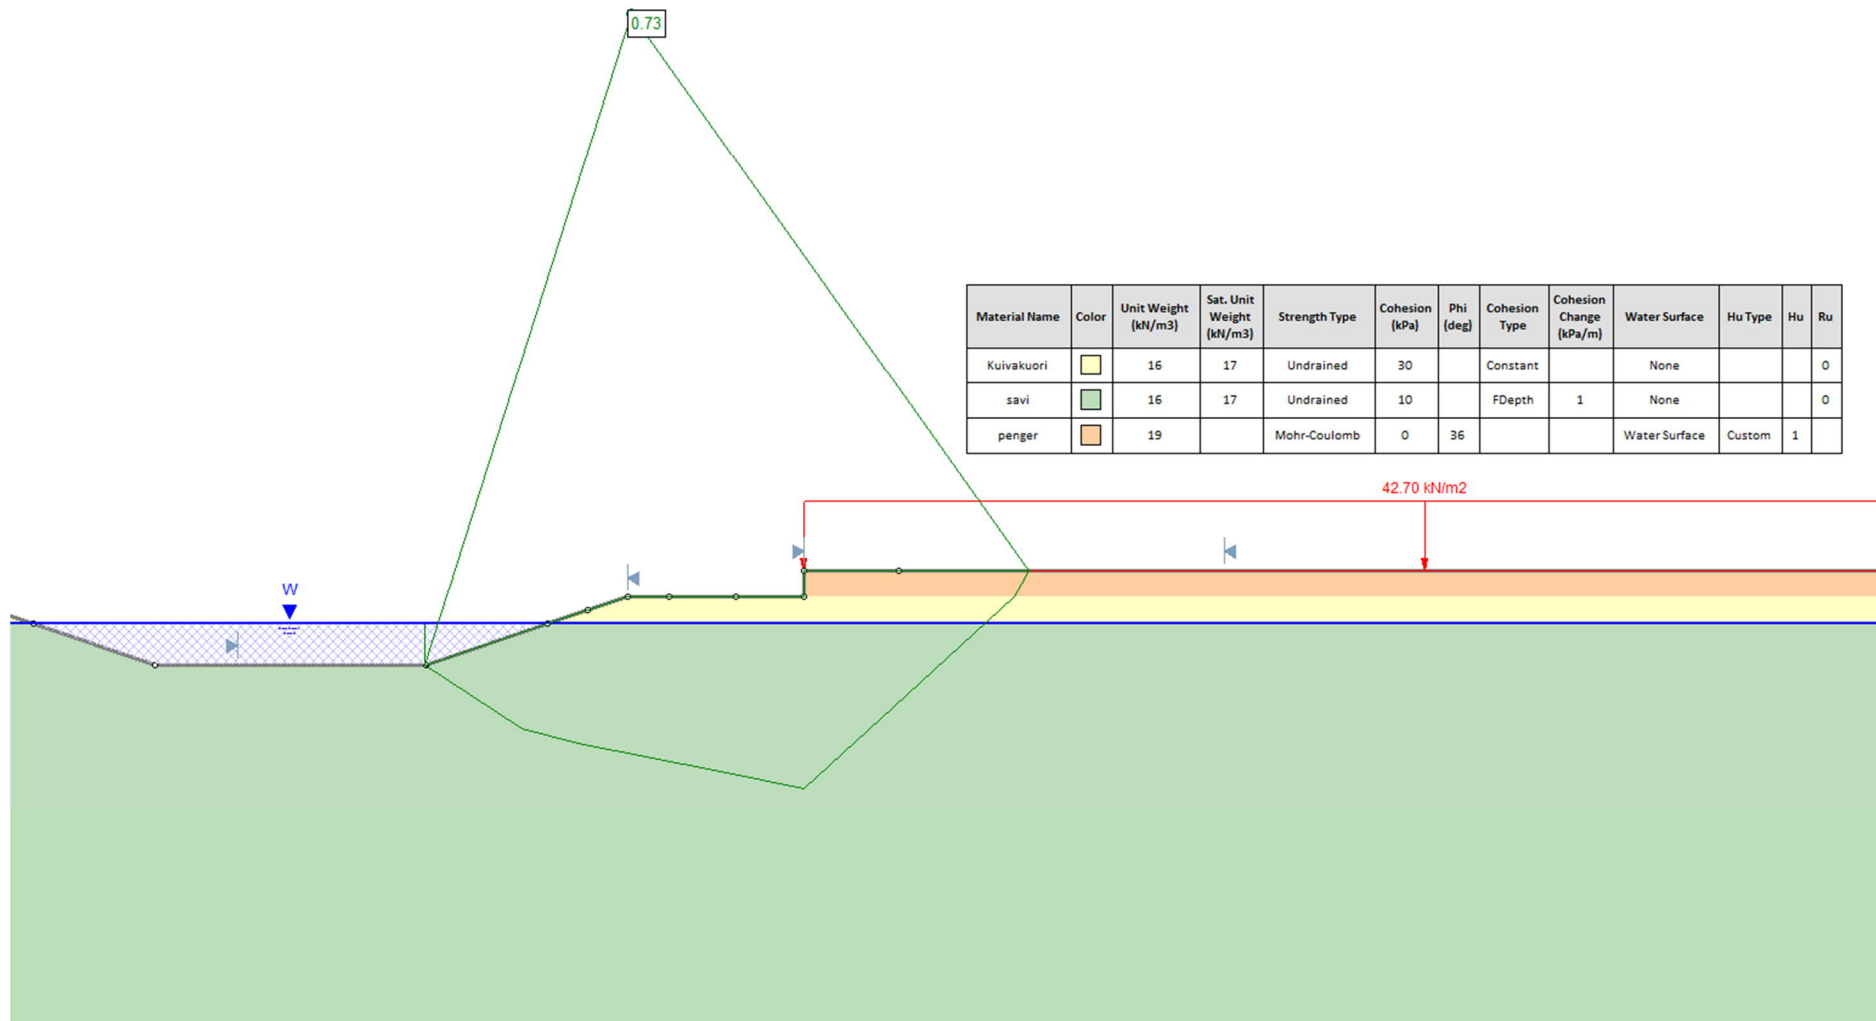 0.73
Material Name Color Unit Weight (kN/m3) Sat. Unit Weight (kN/m3) Strength Type Cohesion (kPa) Phi (deg) Cohesion Type Cohesion Change (kPa/m) Water Surface Hu Type Hu Ru
Kuivakuori 16 17 Undrained 30 Constant None 0
savi 16 17 Undrained 10 FDepth 1 None 0
penger 19 Mohr-Coulomb 0 36 Water Surface Custom 1
42.70 kN/m2
W